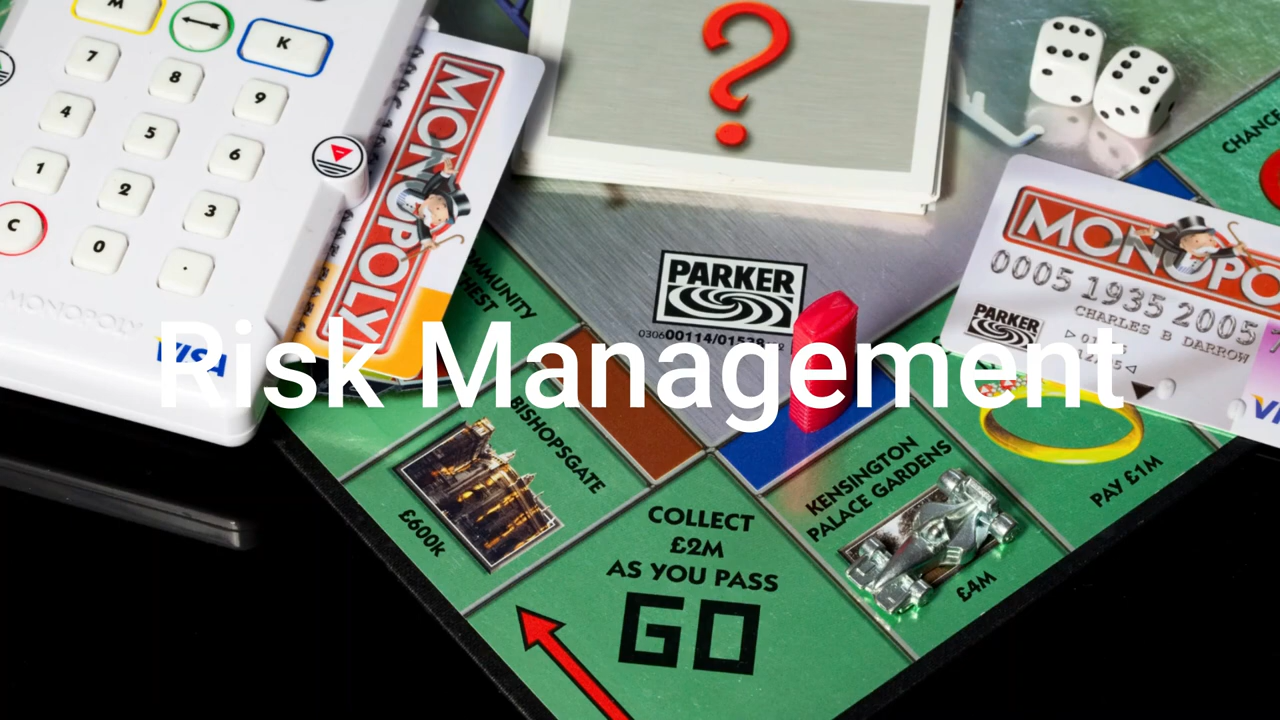 M
K
7
8
9
4
5
6
1
2
3
C
0
.
MONOPOLY
VISA
MONOPOLY
?
PARKER
030600114/01538
COMMUNITY
CHEST
CHANCE
MONOPO
0005 1935 2005
CHARLES B DARROW
PARKER
Risk Management
BISHOPSGATE
£600k
COLLECT
£2M
AS YOU PASS
GO
KENSINGTON
PALACE GARDENS
£4M
PAY £1M